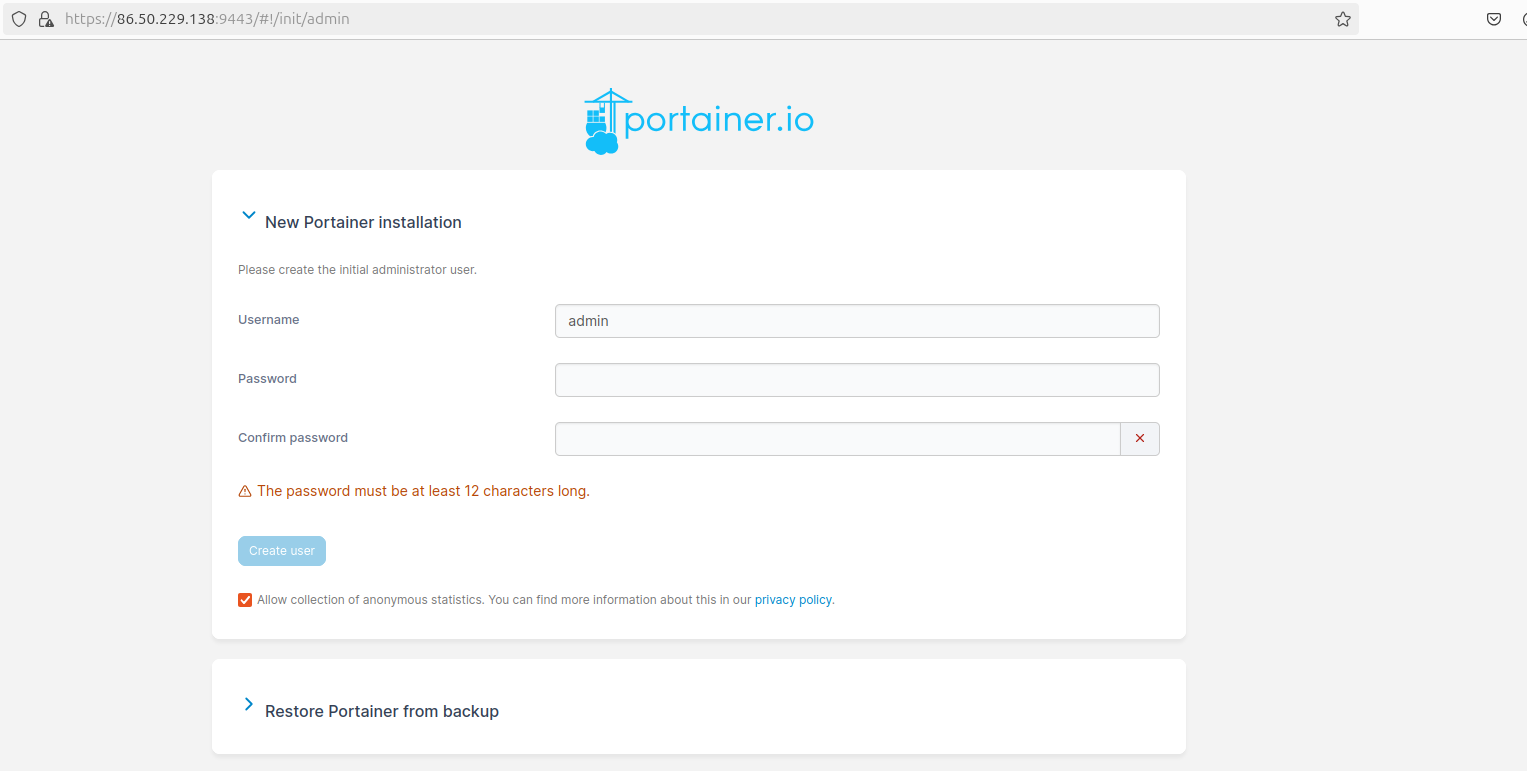 https://86.50.229.138:9443/#!/init/admin
portainer.io
New Portainer installation
Please create the initial administrator user.
Username
admin
Password
Confirm password
The password must be at least 12 characters long.
Create user
Allow collection of anonymous statistics. You can find more information about this in our privacy policy.
Restore Portainer from backup